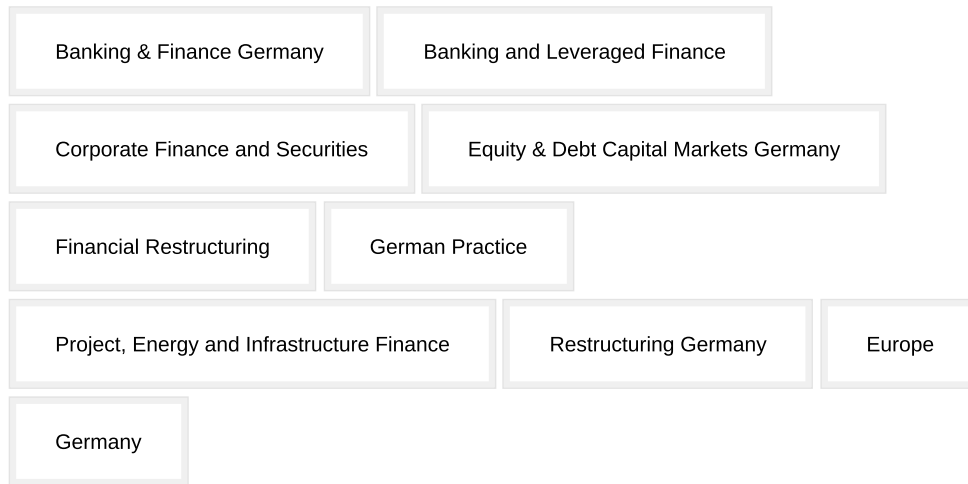 Banking & Finance Germany
Banking and Leveraged Finance
Corporate Finance and Securities
Equity & Debt Capital Markets Germany
Financial Restructuring
German Practice
Project, Energy and Infrastructure Finance
Restructuring Germany
Europe
Germany